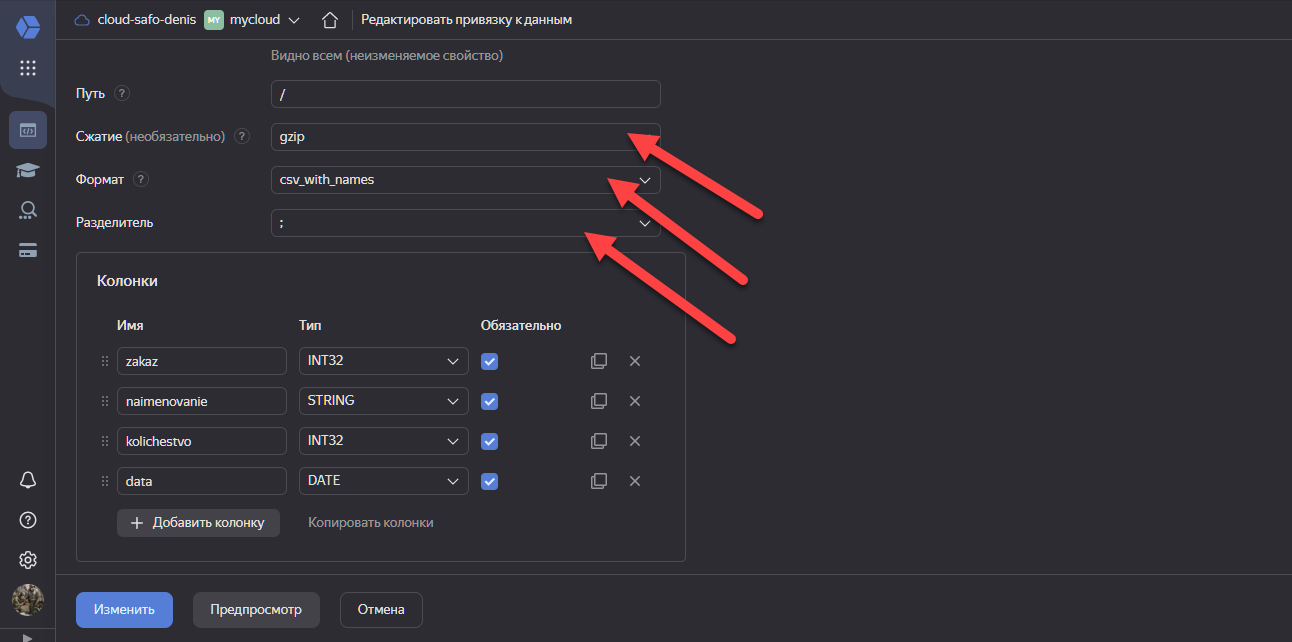 cloud-safo-denis MY mycloud Редактировать привязку к данным
Видно всем (неизменяемое свойство)
Путь ? /
Сжатие (необязательно) ? gzip
Формат ? csv_with_names
Разделитель ;
Колонки
Имя Тип Обязательно
zakaz INT32
naimenovanie STRING
kolichestvo INT32
data DATE
+ Добавить колонку Копировать колонки
Изменить Предпросмотр Отмена